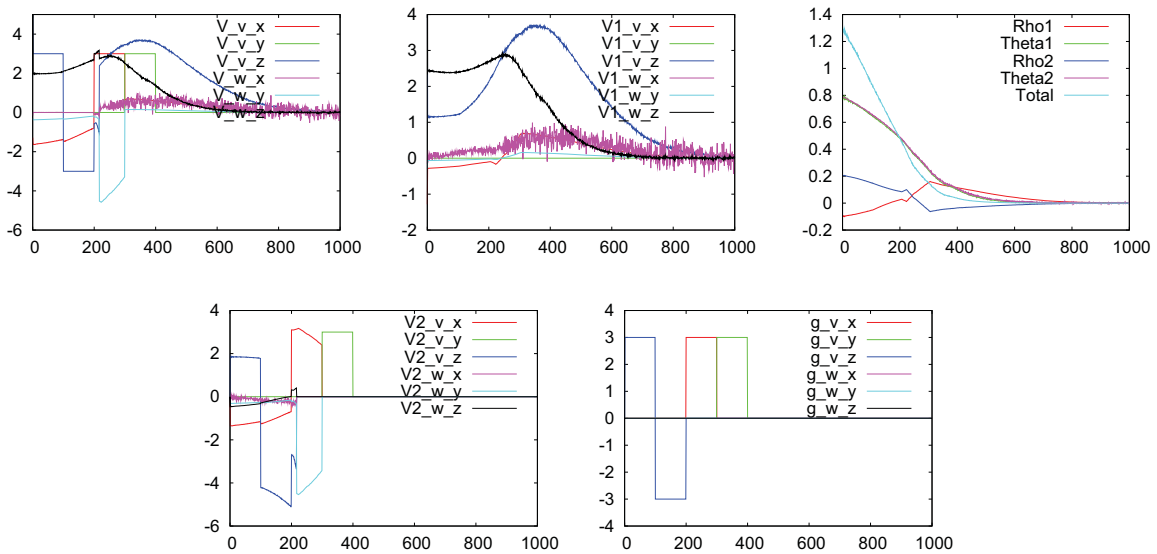 6
4
2
0
-2
-4
-6
0 200 400 600 800 1000
V_v_x
V_v_y
V_v_z
V_w_x
V_w_y
V_w_z
4
3
2
1
0
-1
-2
0 200 400 600 800 1000
V1_v_x
V1_v_y
V1_v_z
V1_w_x
V1_w_y
V1_w_z
1.4
1.2
1
0.8
0.6
0.4
0.2
0
-0.2
0 200 400 600 800 1000
Rho1
Theta1
Rho2
Theta2
Total
4
2
0
-2
-4
-6
0 200 400 600 800 1000
V2_v_x
V2_v_y
V2_v_z
V2_w_x
V2_w_y
V2_w_z
4
3
2
1
0
-1
-2
-3
-4
0 200 400 600 800 1000
g_v_x
g_v_y
g_v_z
g_w_x
g_w_y
g_w_z